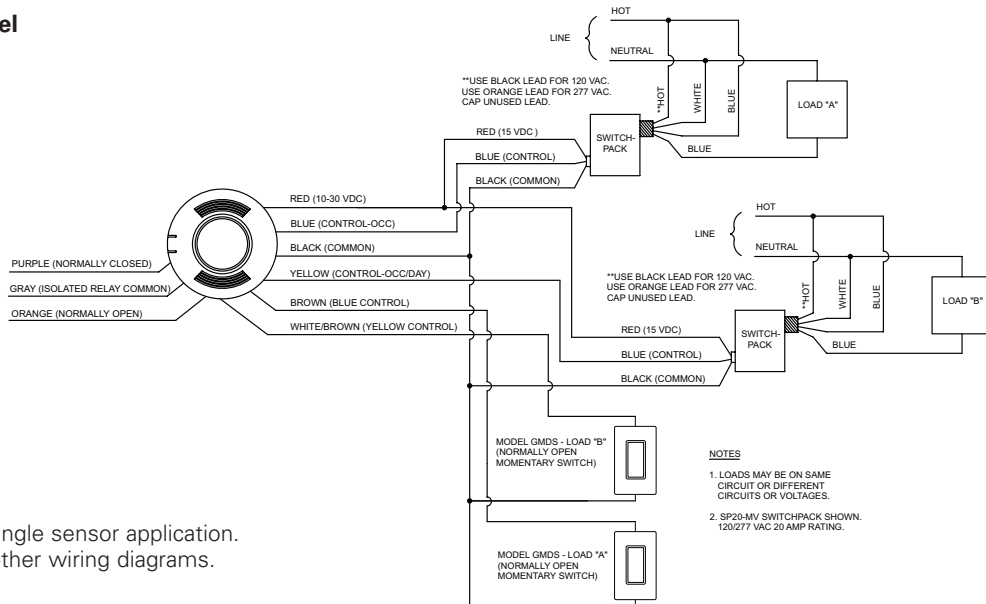 el
HOT
LINE
NEUTRAL
**USE BLACK LEAD FOR 120 VAC.
USE ORANGE LEAD FOR 277 VAC.
CAP UNUSED LEAD.
**HOT
WHITE
BLUE
LOAD "A"
SWITCH-
PACK
RED (15 VDC )
BLUE (CONTROL)
BLACK (COMMON)
BLUE
RED (10-30 VDC)
BLUE (CONTROL-OCC)
BLACK (COMMON)
YELLOW (CONTROL-OCC/DAY)
BROWN (BLUE CONTROL)
WHITE/BROWN (YELLOW CONTROL)
PURPLE (NORMALLY CLOSED)
GRAY (ISOLATED RELAY COMMON)
ORANGE (NORMALLY OPEN)
HOT
LINE
NEUTRAL
**USE BLACK LEAD FOR 120 VAC.
USE ORANGE LEAD FOR 277 VAC.
CAP UNUSED LEAD.
**HOT
WHITE
BLUE
LOAD "B"
SWITCH-
PACK
RED (15 VDC)
BLUE (CONTROL)
BLACK (COMMON)
BLUE
MODEL GMDS - LOAD "B"
(NORMALLY OPEN
MOMENTARY SWITCH)
NOTES
1. LOADS MAY BE ON SAME
CIRCUIT OR DIFFERENT
CIRCUITS OR VOLTAGES.
2. SP20-MV SWITCHPACK SHOWN.
120/277 VAC 20 AMP RATING.
ngle sensor application.
other wiring diagrams.
MODEL GMDS - LOAD "A"
(NORMALLY OPEN
MOMENTARY SWITCH)